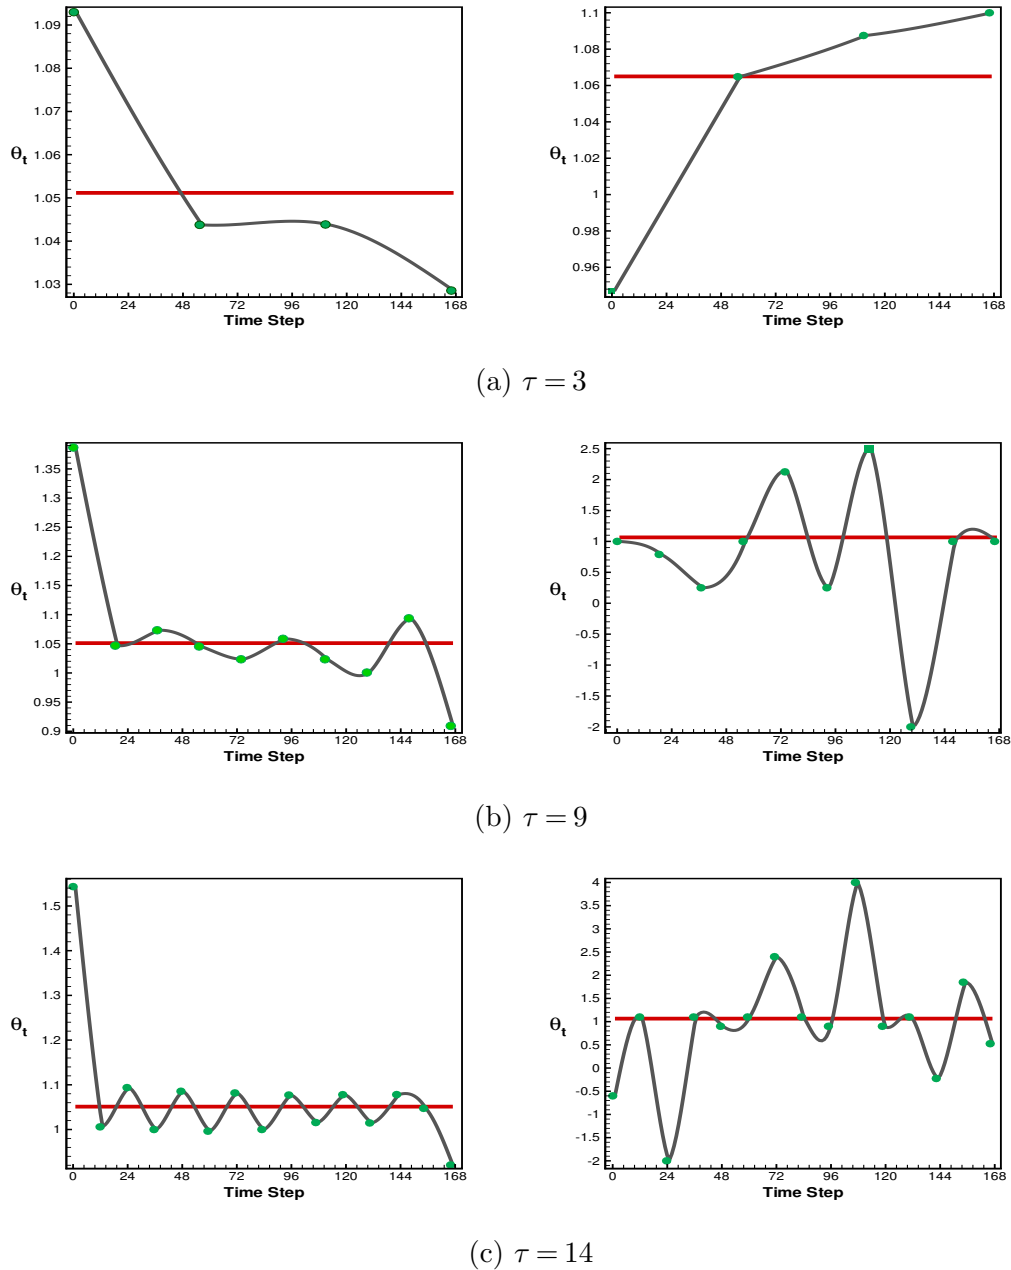 1.09
1.08
1.07
1.06
1.05
1.04
1.03
θt
0 24 48 72 96 120 144 168
Time Step
1.1
1.08
1.06
1.04
1.02
1
0.98
0.96
θt
0 24 48 72 96 120 144 168
Time Step
(a) τ = 3
1.35
1.3
1.25
1.2
1.15
1.1
1.05
1
0.95
0.9
θt
0 24 48 72 96 120 144 168
Time Step
2.5
2
1.5
1
0.5
0
-0.5
-1
-1.5
-2
θt
0 24 48 72 96 120 144 168
Time Step
(b) τ = 9
1.5
1.4
1.3
1.2
1.1
1
θt
0 24 48 72 96 120 144 168
Time Step
4
3.5
3
2.5
2
1.5
1
0.5
0
-0.5
-1
-1.5
-2
θt
0 24 48 72 96 120 144 168
Time Step
(c) τ = 14